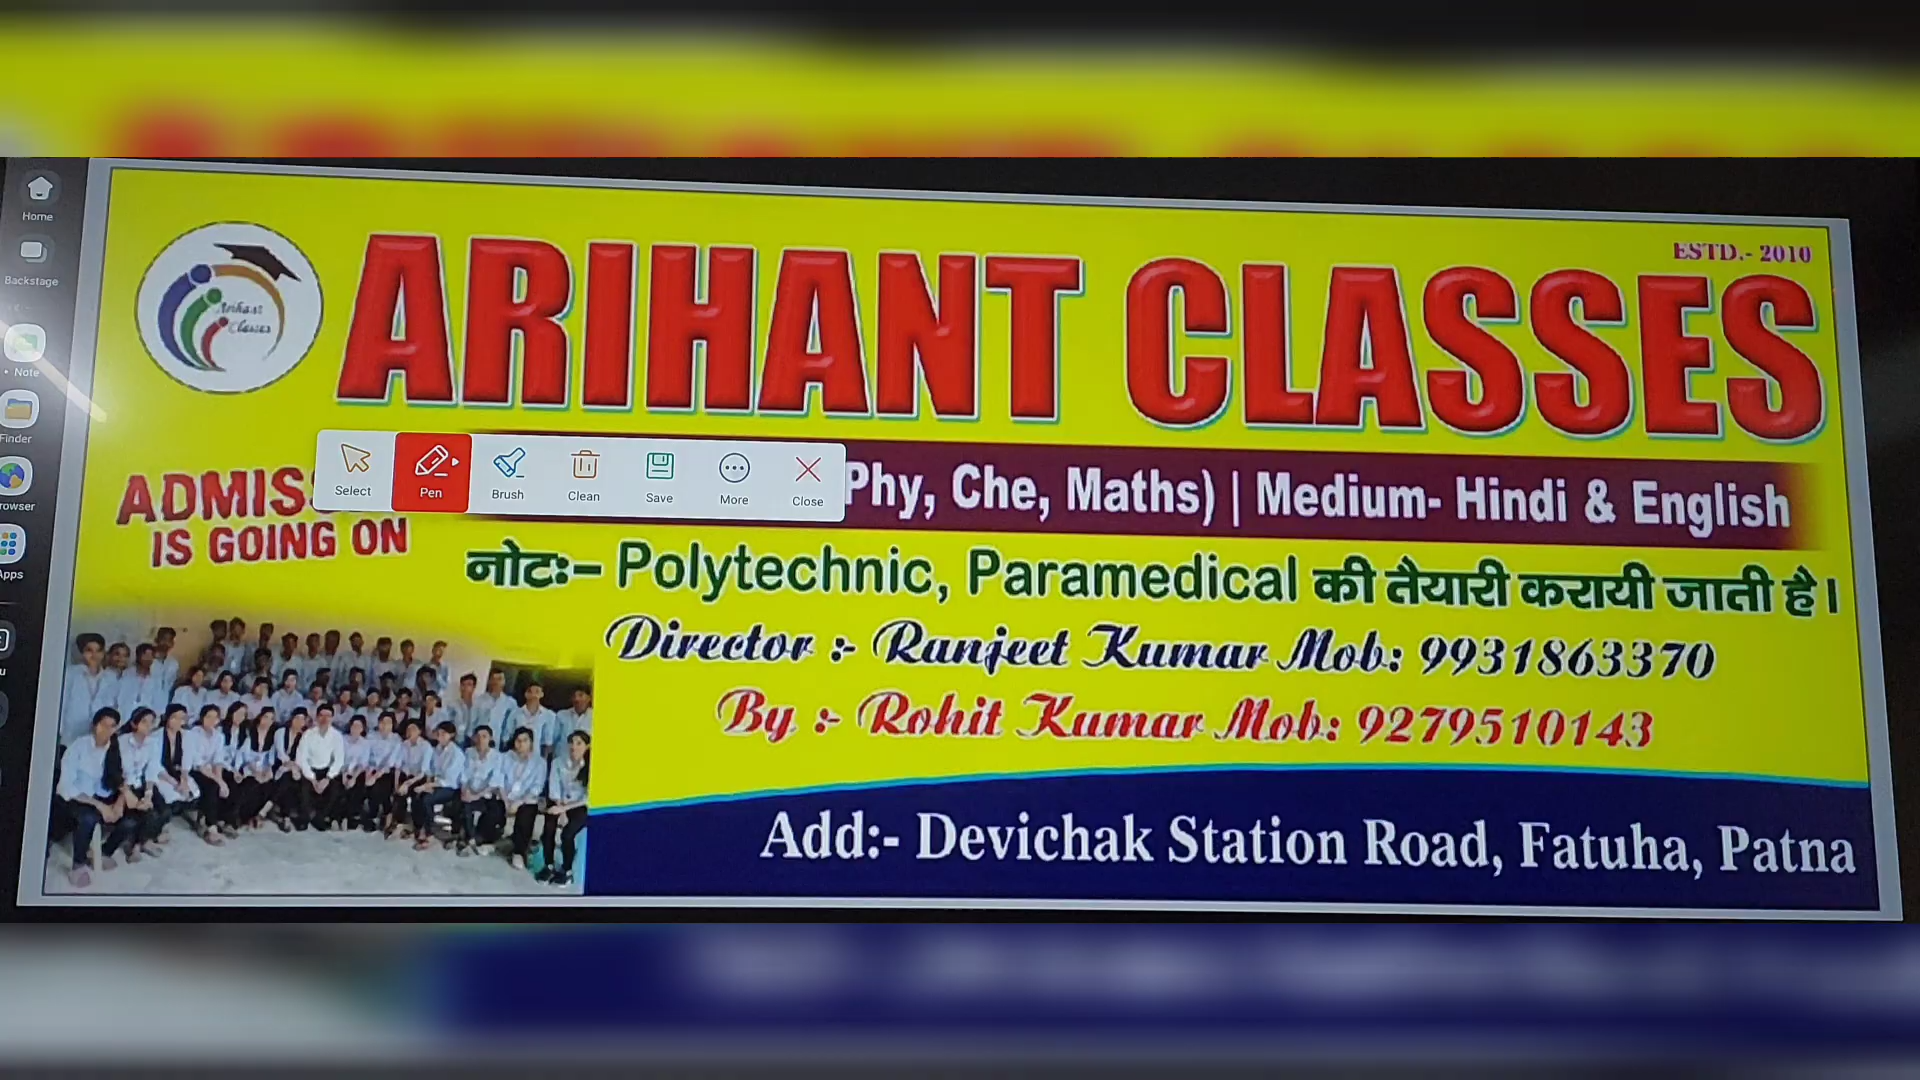 Home
Backstage
Note
Finder
Apps
ESTD.- 2010
Arihant
Classes
ARIHANT CLASSES
Select Pen Brush Clean Save More Close
Phy, Che, Maths) | Medium- Hindi & English
IS GOING ON
नोटः– Polytechnic, Paramedical की तैयारी करायी जाती है।
Director :- Ranjeet Kumar Mob: 9931863370
By :- Rohit Kumar Mob: 9279510143
Add:- Devichak Station Road, Fatuha, Patna